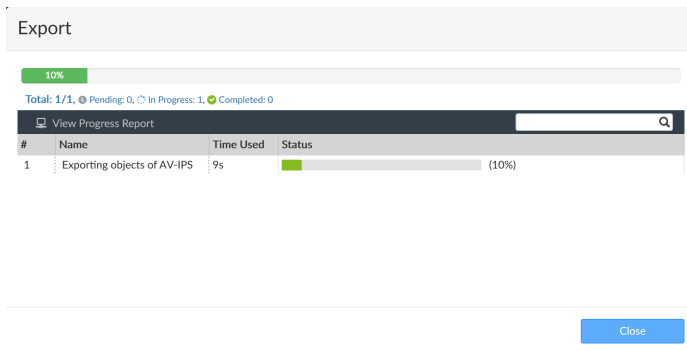 Export
10%
Total: 1/1, Pending: 0, In Progress: 1, Completed: 0
View Progress Report
# Name Time Used Status
1 Exporting objects of AV-IPS 9s (10%)
Close